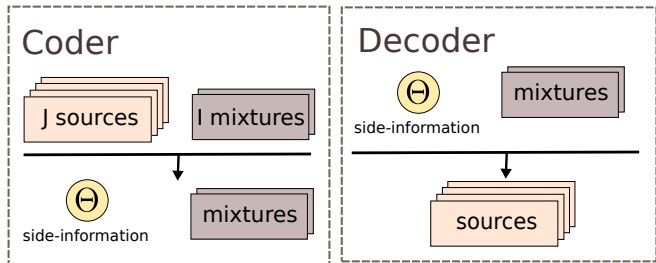 Coder
J sources
I mixtures
Θ
side-information
mixtures
Decoder
Θ
side-information
mixtures
sources